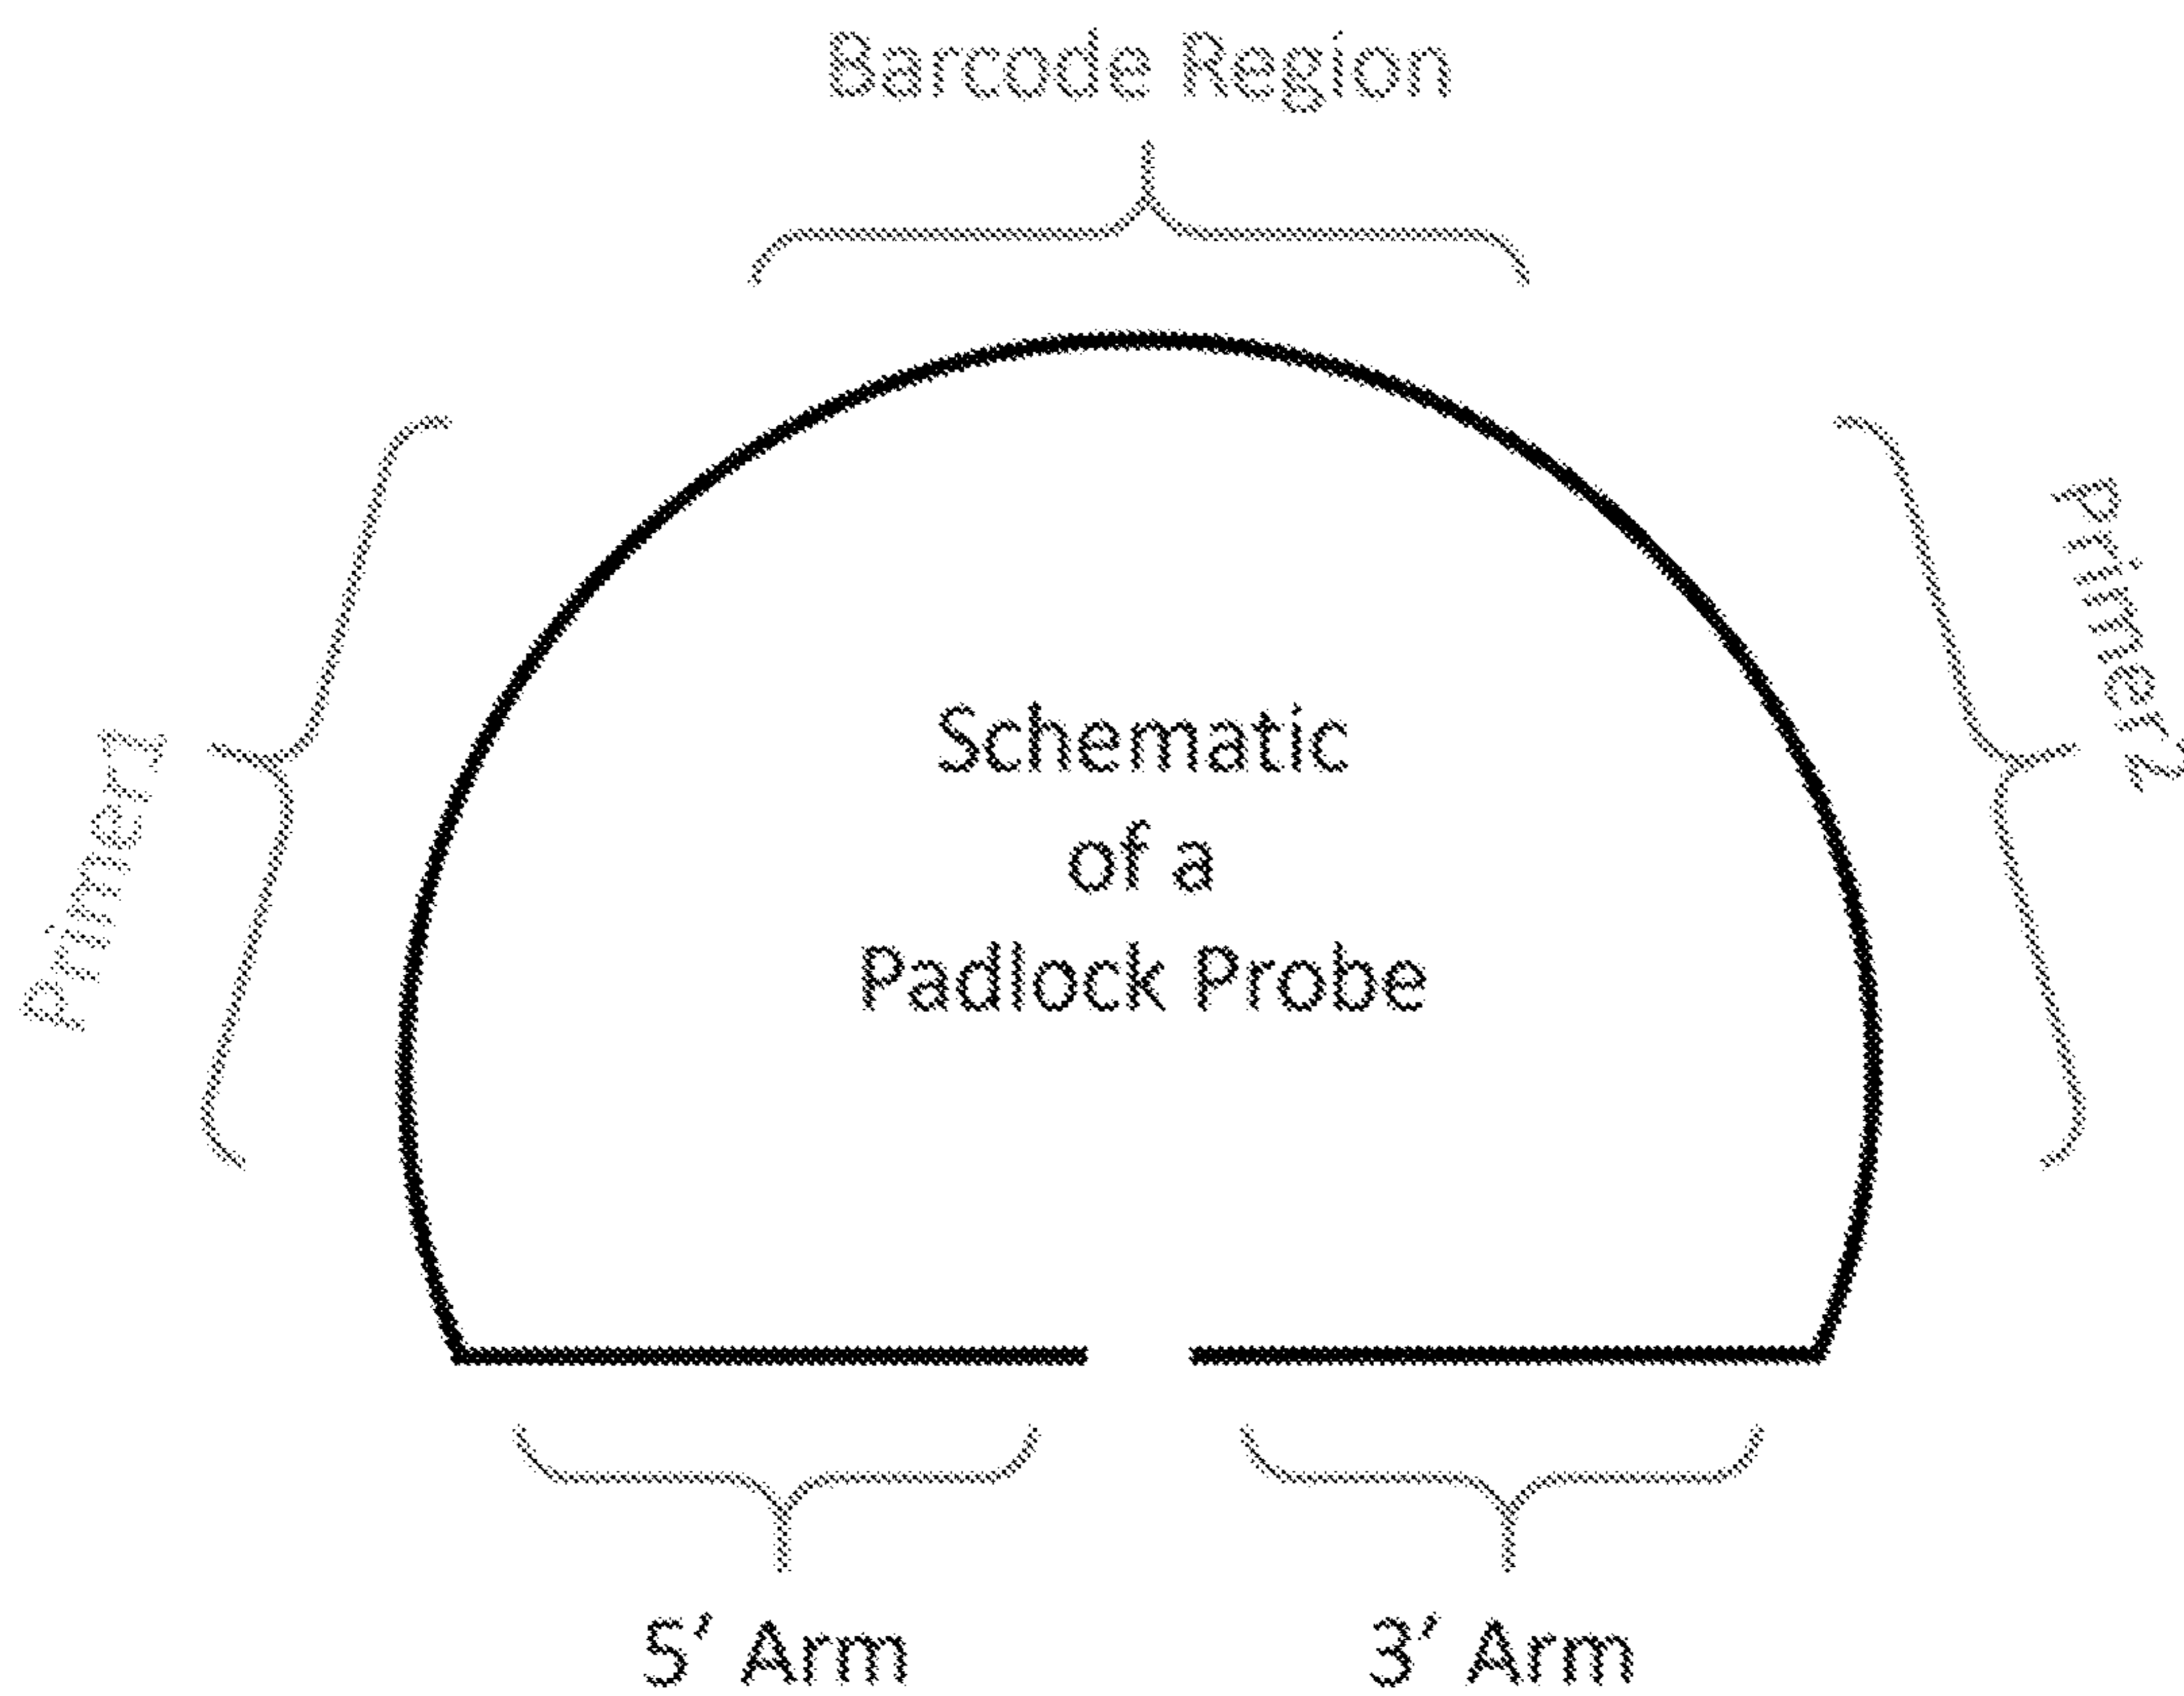 Barcode Region
Primer1
Primer2
Schematic
of a
Padlock Probe
5′ Arm
3′ Arm